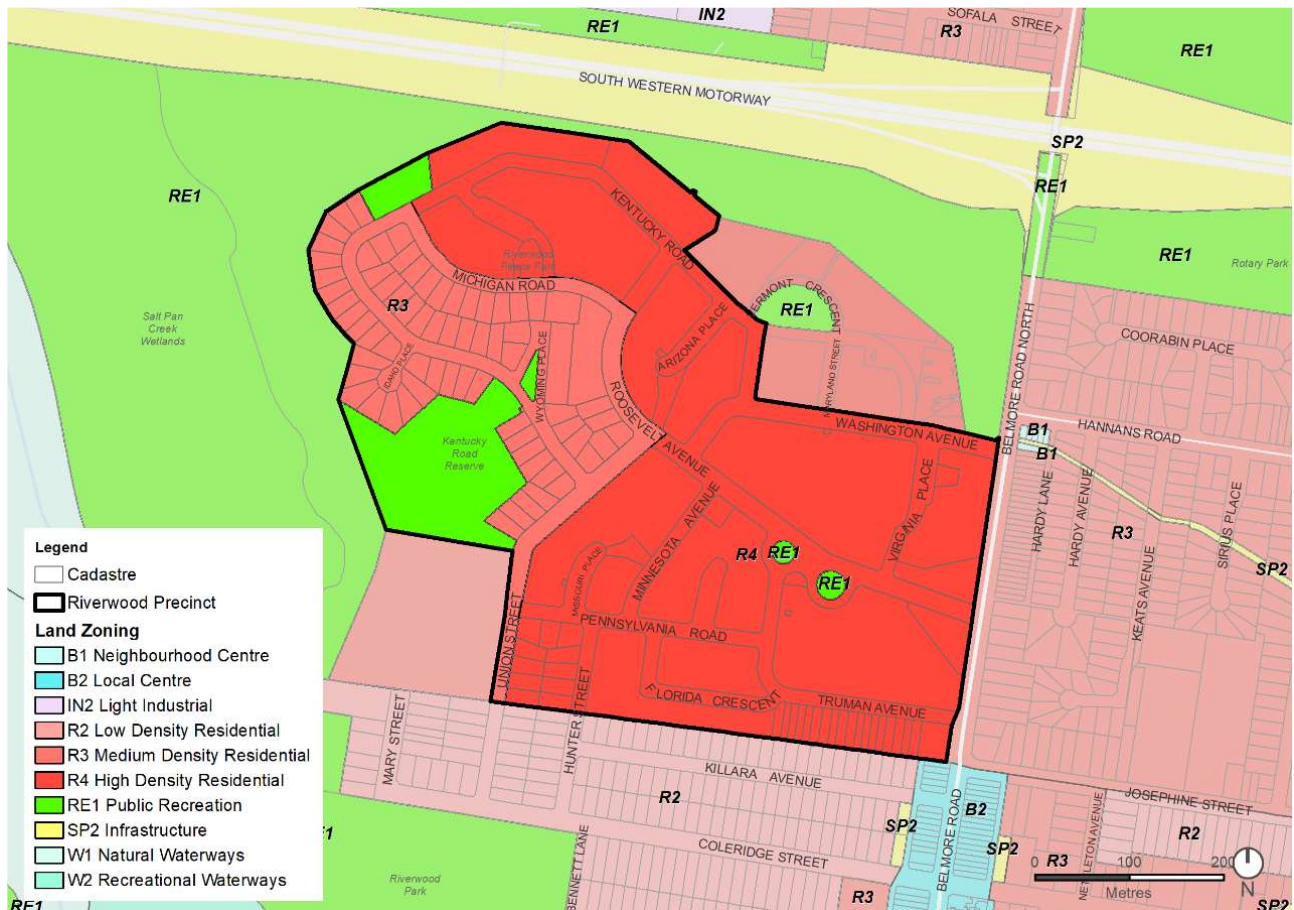 IN2
SOFALA STREET
RE1
R3
RE1
SOUTH WESTERN MOTORWAY
SP2
RE1
RE1
KENTUCKY ROAD
RE1
Rotary Park
MICHIGAN ROAD
R3
VERMONT CRESCENT
RE1
Salt Pan
Creek
Wetlands
ARIZONA PLACE
MARYLAND STREET
BELMORE ROAD NORTH
COORABIN PLACE
IDAHO PLACE
WYOMING PLACE
ROOSEVELT AVENUE
WASHINGTON AVENUE
HANNANS ROAD
B1
B1
Kentucky
Road
Reserve
VIRGINIA PLACE
HARDY LANE
HARDY AVENUE
SIRIUS PLACE
R3
KEATS AVENUE
SP2
MINNESOTA AVENUE
R4
RE1
RE1
MISSOURI PLACE
PENNSYLVANIA ROAD
UNION STREET
FLORIDA CRESCENT
TRUMAN AVENUE
HUNTER STREET
MARY STREET
KILLARA AVENUE
R2
BELMORE ROAD
B2
JOSEPHINE STREET
R2
SP2
SP2
COLERIDGE STREET
BENNETT LANE
R3
R3
NETTLETON AVENUE
SP2
Riverwood
Park
RE1
Legend
Cadastre
Riverwood Precinct
Land Zoning
B1 Neighbourhood Centre
B2 Local Centre
IN2 Light Industrial
R2 Low Density Residential
R3 Medium Density Residential
R4 High Density Residential
RE1 Public Recreation
SP2 Infrastructure
W1 Natural Waterways
W2 Recreational Waterways
0 100 200
Metres
N